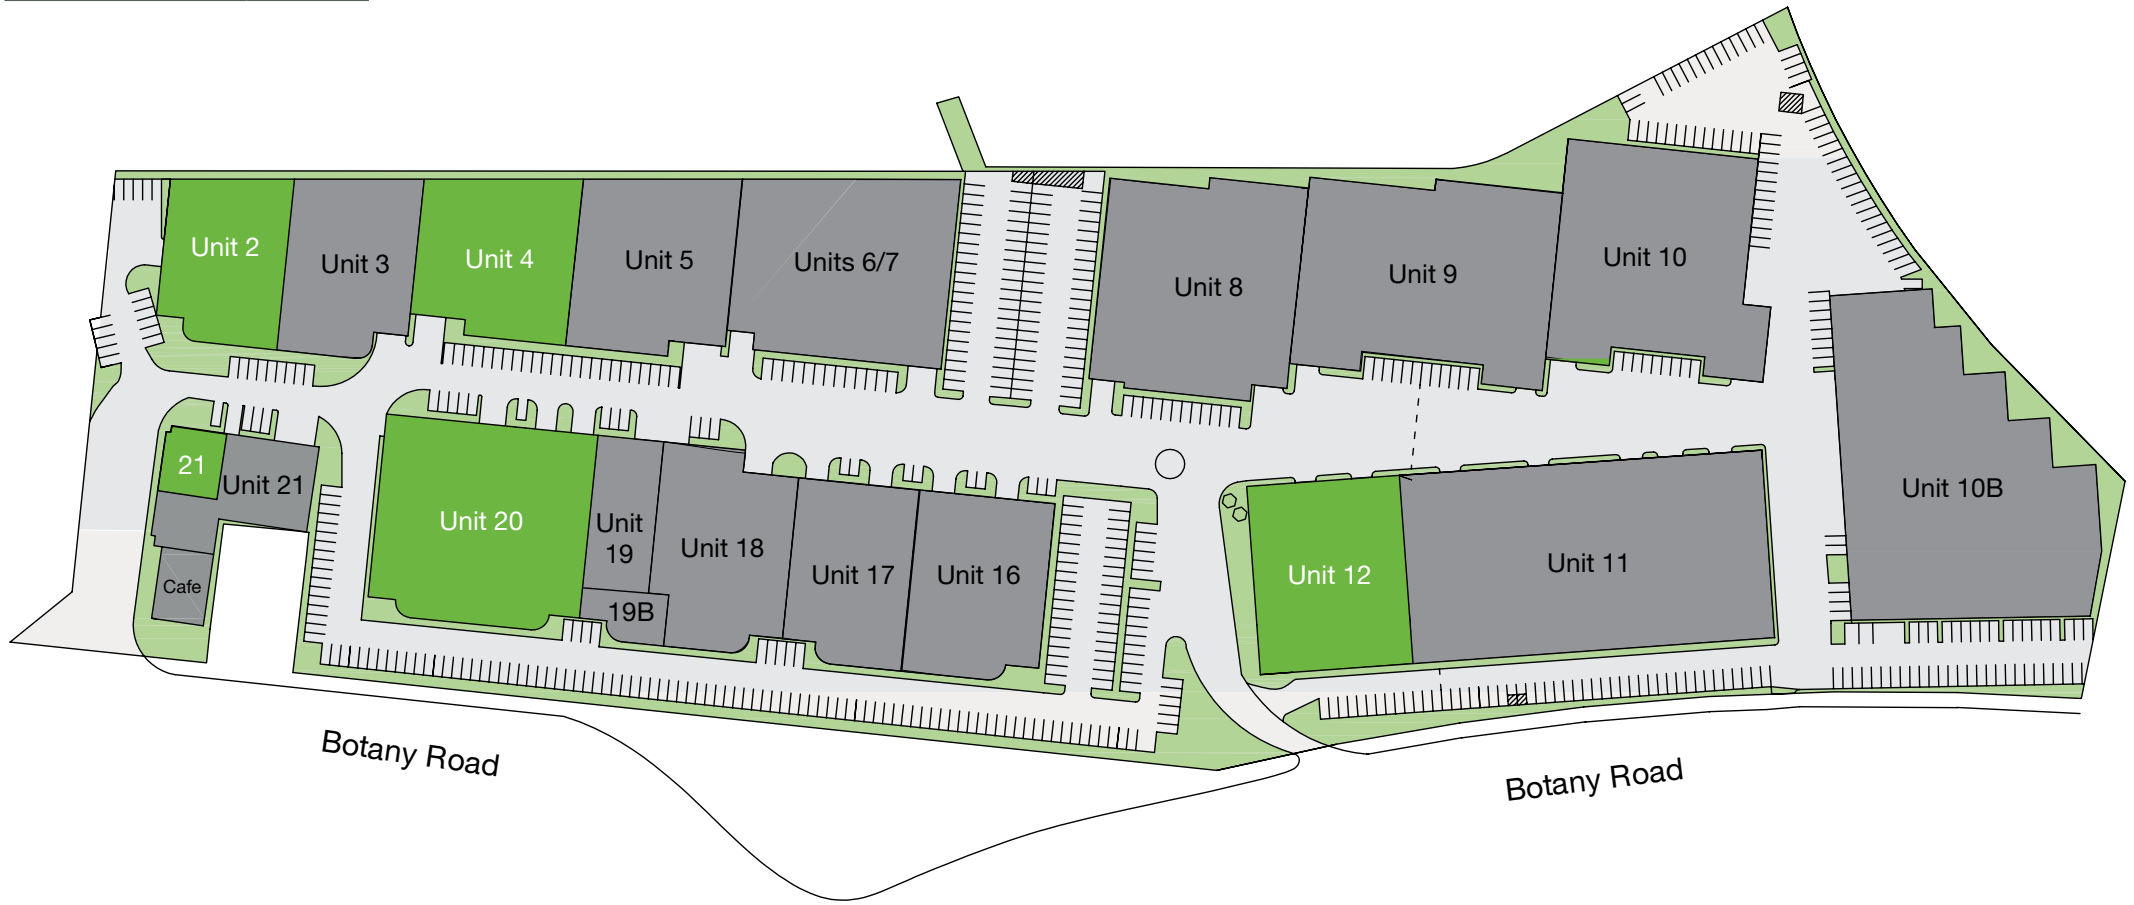 Unit 2
Unit 3
Unit 4
Unit 5
Units 6/7
Unit 8
Unit 9
Unit 10
21
Unit 21
Cafe
Unit 20
Unit
19
19B
Unit 18
Unit 17
Unit 16
Unit 12
Unit 11
Unit 10B
Botany Road
Botany Road